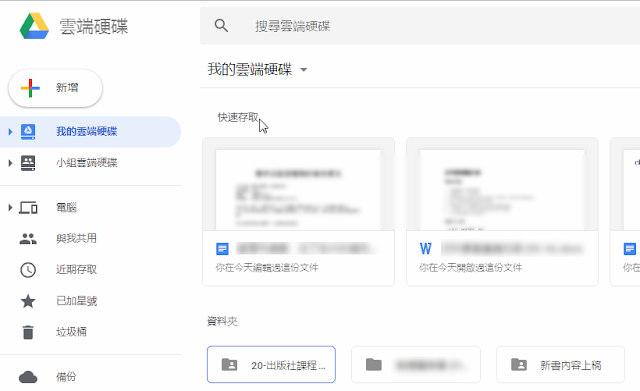 雲端硬碟
搜尋雲端硬碟
新增
我的雲端硬碟
小組雲端硬碟
電腦
與我共用
近期存取
已加星號
垃圾桶
備份
我的雲端硬碟
快速存取
你在今天編輯過這份文件
W
你在今天開啟過這份文件
資料夾
20-出版社課程 ...
新書內容上稿